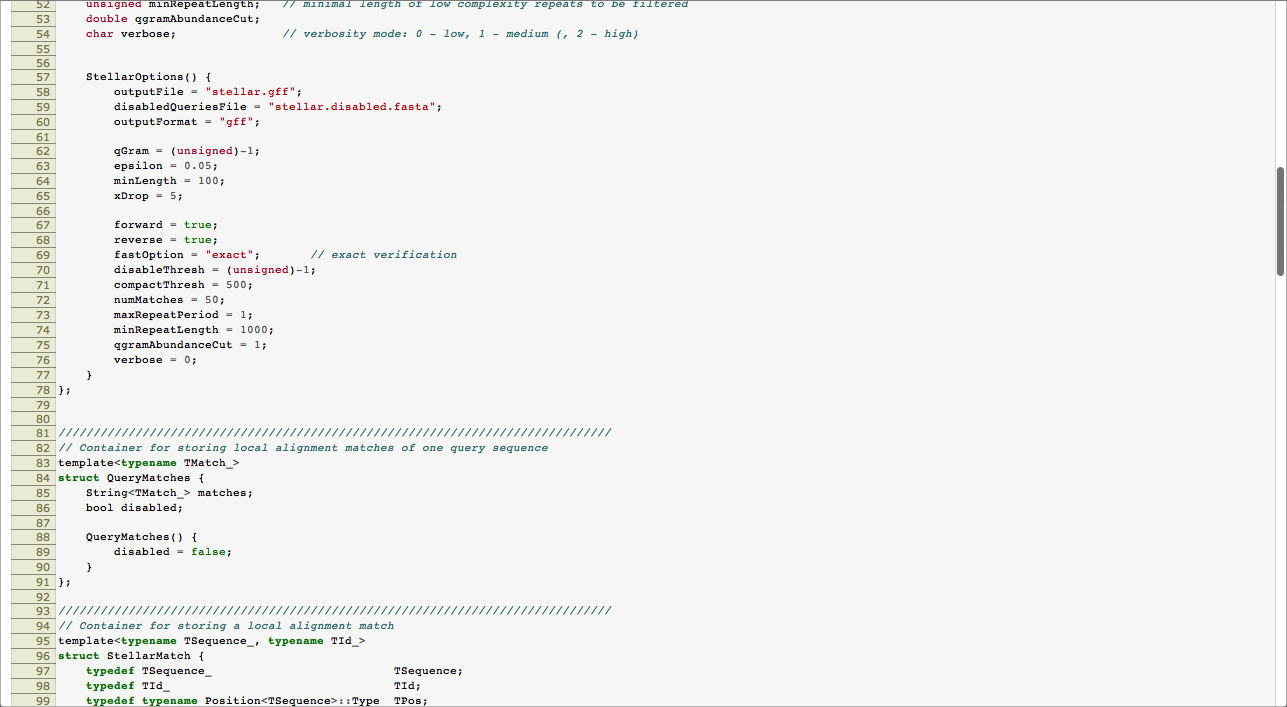 52 unsigned minRepeatLength; // minimal length of low complexity repeats to be filtered
53 double qgramAbundanceCut;
54 char verbose; // verbosity mode: 0 - low, 1 - medium (, 2 - high)
55
56
57 StellarOptions() {
58 outputFile = "stellar.gff";
59 disabledQueriesFile = "stellar.disabled.fasta";
60 outputFormat = "gff";
61
62 qGram = (unsigned)-1;
63 epsilon = 0.05;
64 minLength = 100;
65 xDrop = 5;
66
67 forward = true;
68 reverse = true;
69 fastOption = "exact"; // exact verification
70 disableThresh = (unsigned)-1;
71 compactThresh = 500;
72 numMatches = 50;
73 maxRepeatPeriod = 1;
74 minRepeatLength = 1000;
75 qgramAbundanceCut = 1;
76 verbose = 0;
77 }
78 };
79
80
81 ///////////////////////////////////////////////////////////////////////////////
82 // Container for storing local alignment matches of one query sequence
83 template<typename TMatch_>
84 struct QueryMatches {
85 String<TMatch_> matches;
86 bool disabled;
87
88 QueryMatches() {
89 disabled = false;
90 }
91 };
92
93 ///////////////////////////////////////////////////////////////////////////////
94 // Container for storing a local alignment match
95 template<typename TSequence_, typename TId_>
96 struct StellarMatch {
97 typedef TSequence_ TSequence;
98 typedef TId_ TId;
99 typedef typename Position<TSequence>::Type TPos;